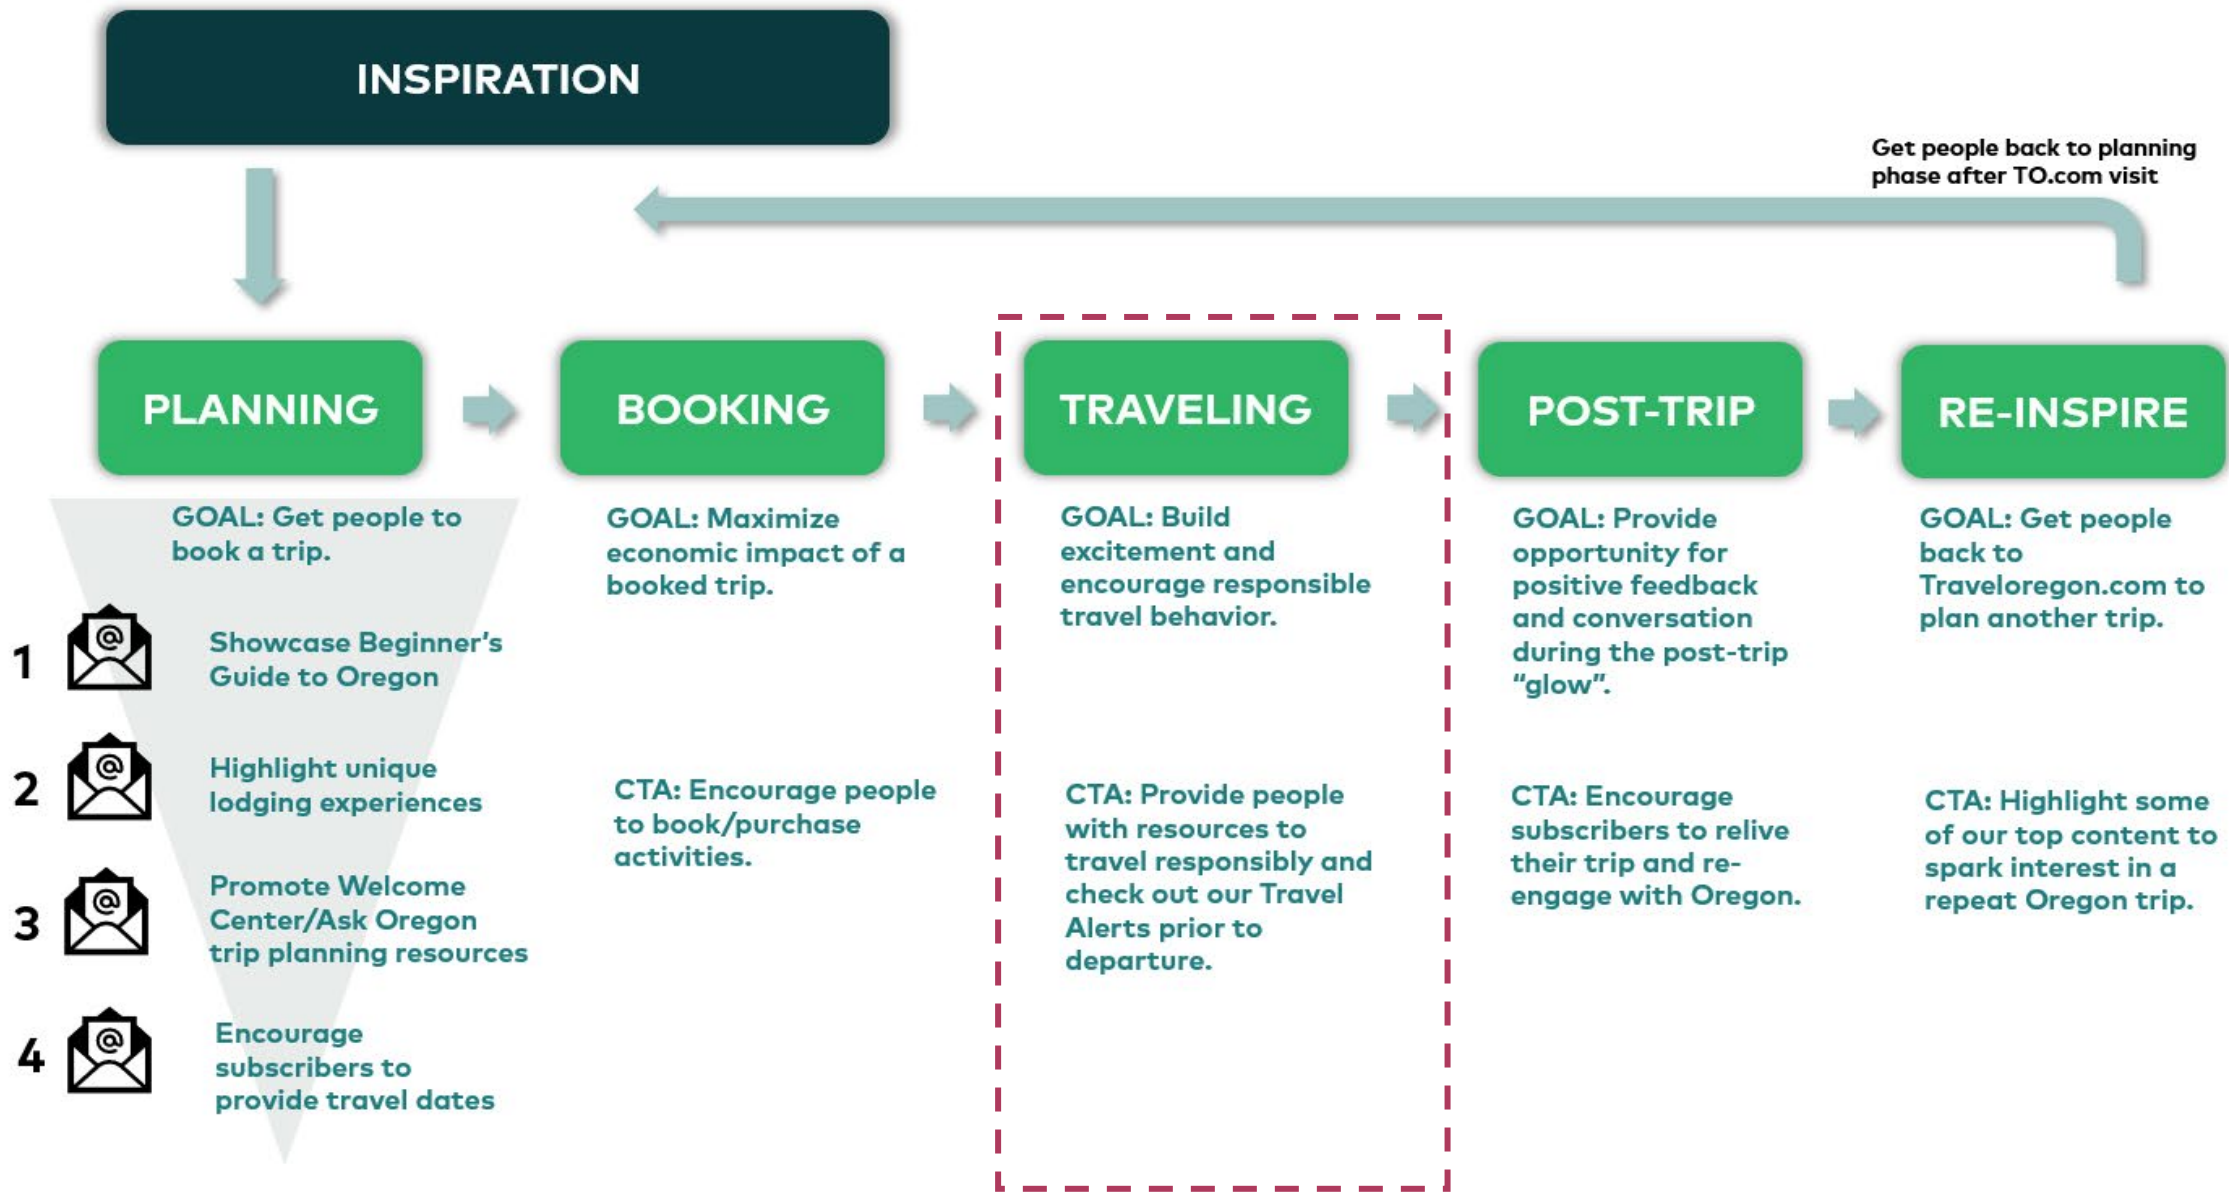 INSPIRATION
Get people back to planning
phase after TO.com visit
PLANNING
BOOKING
TRAVELING
POST-TRIP
RE-INSPIRE
GOAL: Get people to
book a trip.
1
@
Showcase Beginner's
Guide to Oregon
2
@
Highlight unique
lodging experiences
3
@
Promote Welcome
Center/Ask Oregon
trip planning resources
4
@
Encourage
subscribers to
provide travel dates
GOAL: Maximize
economic impact of a
booked trip.
CTA: Encourage people
to book/purchase
activities.
GOAL: Build
excitement and
encourage responsible
travel behavior.
CTA: Provide people
with resources to
travel responsibly and
check out our Travel
Alerts prior to
departure.
GOAL: Provide
opportunity for
positive feedback
and conversation
during the post-trip
“glow”.
CTA: Encourage
subscribers to relive
their trip and re-
engage with Oregon.
GOAL: Get people
back to
Traveloregon.com to
plan another trip.
CTA: Highlight some
of our top content to
spark interest in a
repeat Oregon trip.